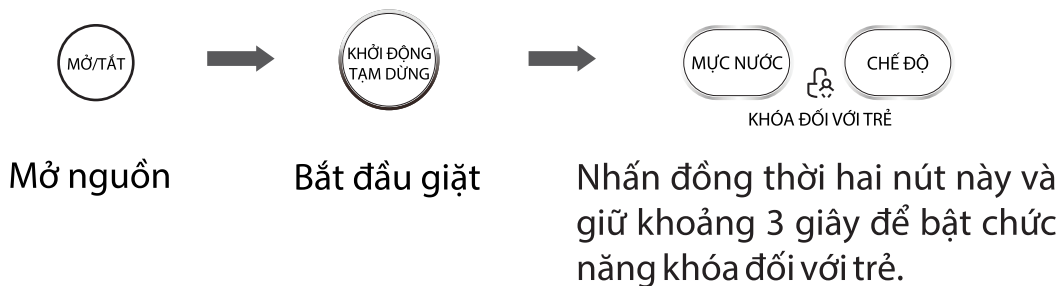 MỞ/TẮT
KHỞI ĐỘNG
TẠM DỪNG
MỰC NƯỚC
CHẾ ĐỘ
KHÓA ĐỐI VỚI TRẺ
Mở nguồn
Bắt đầu giặt
Nhấn đồng thời hai nút này và
giữ khoảng 3 giây để bật chức
năng khóa đối với trẻ.